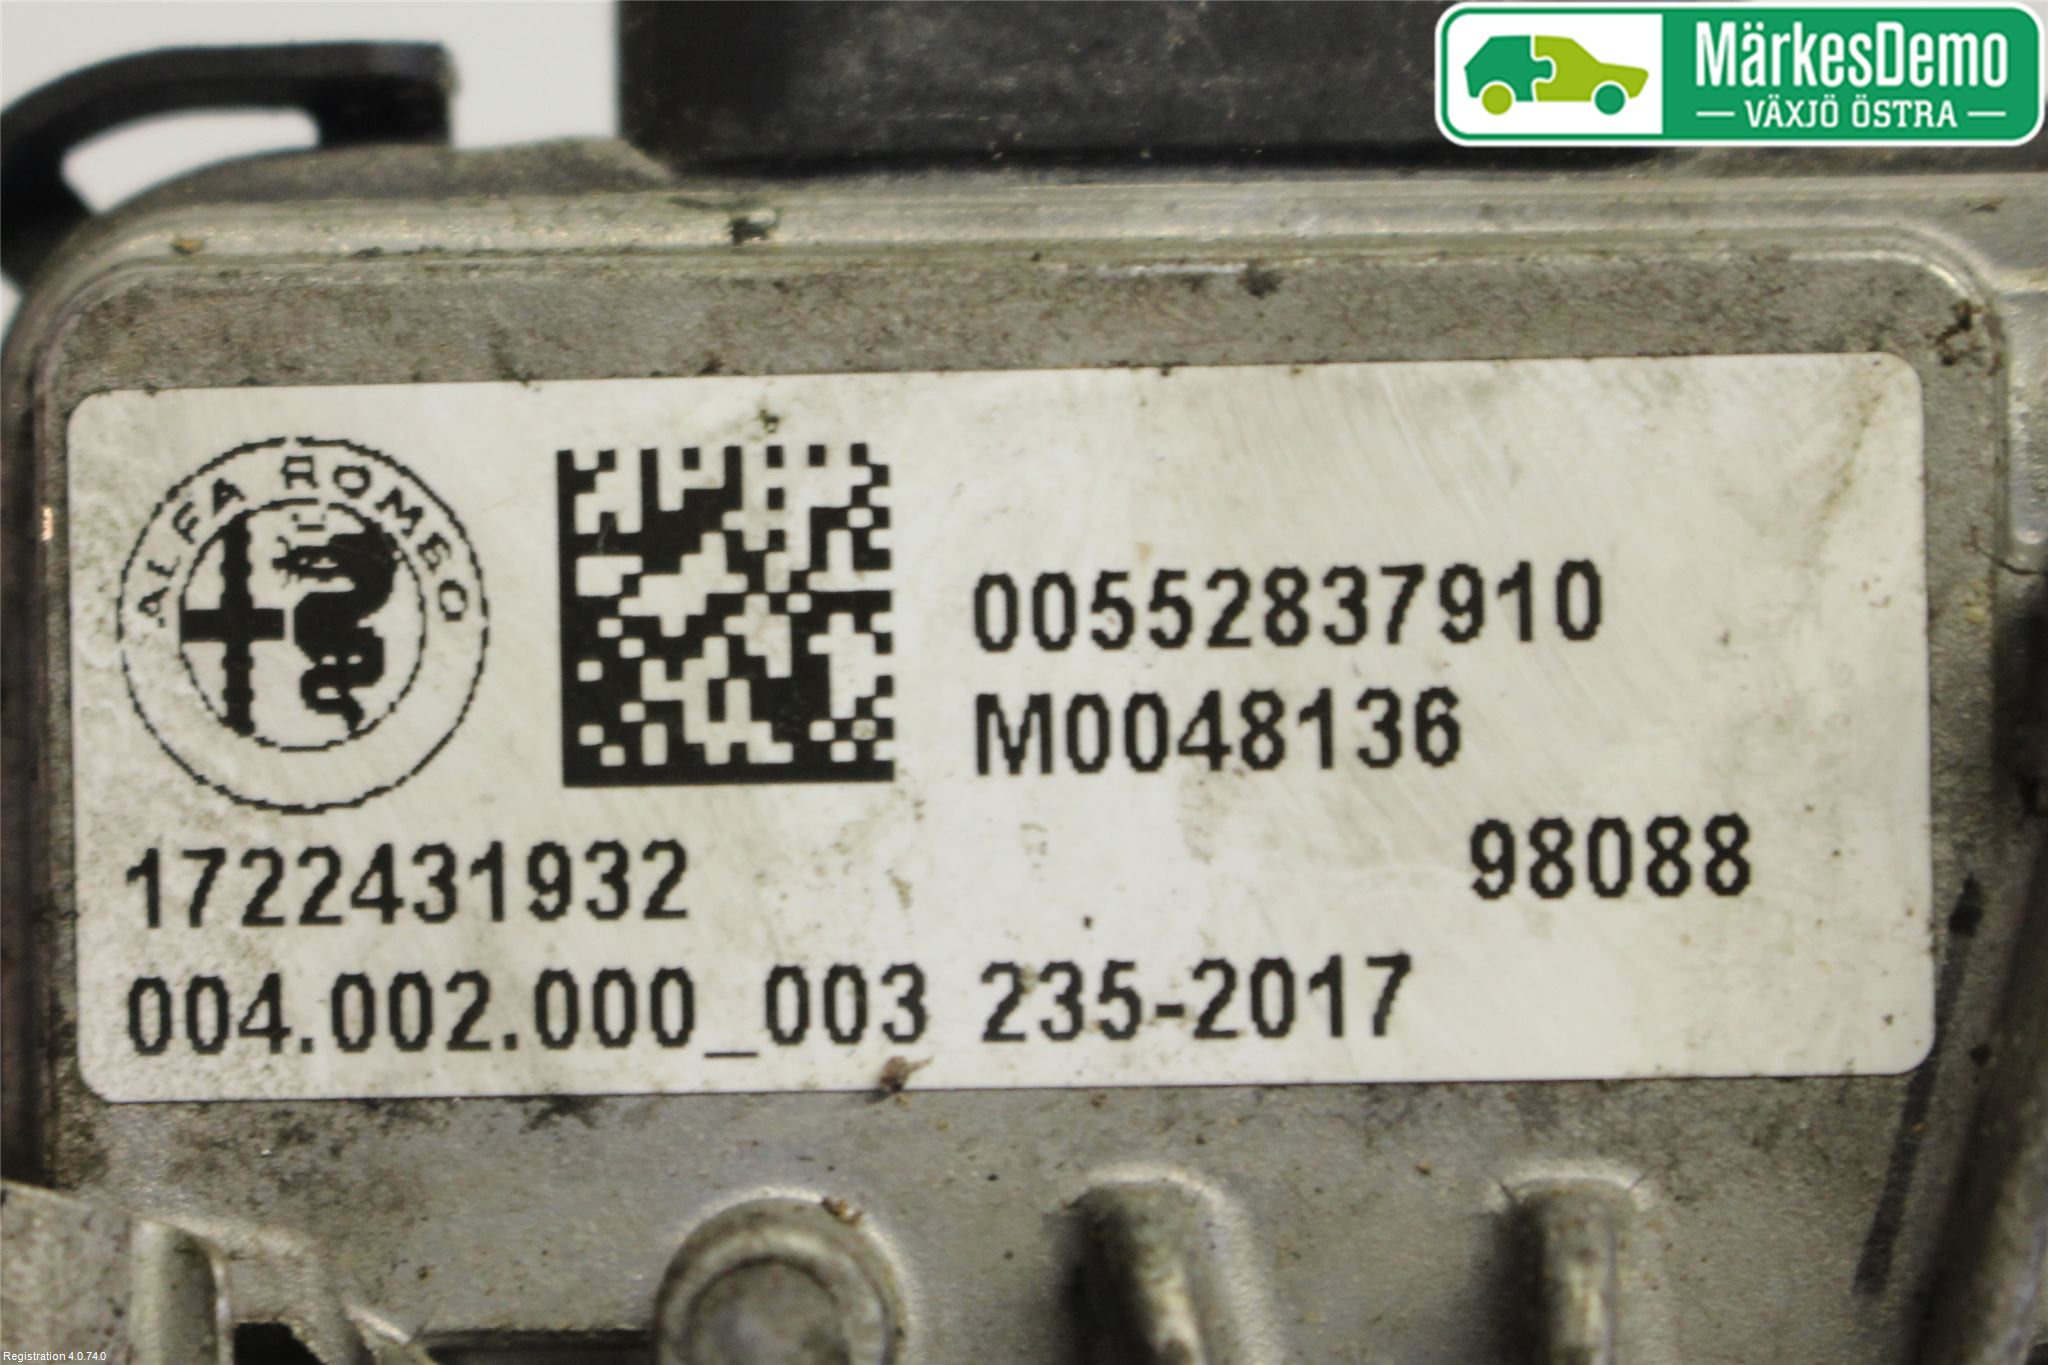 MärkesDemo
VÄXJÖ ÖSTRA
ALFA ROMEO
00552837910
M0048136
98088
1722431932
004.002.000_003 235-2017
Registration 4.0.74.0